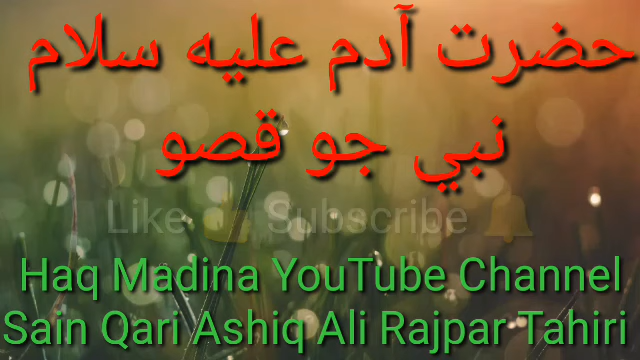 حضرت آدم عليه سلام
نبي جو قصو
Like 👍 Subscribe 🔔
Haq Madina YouTube Channel
Sain Qari Ashiq Ali Rajpar Tahiri